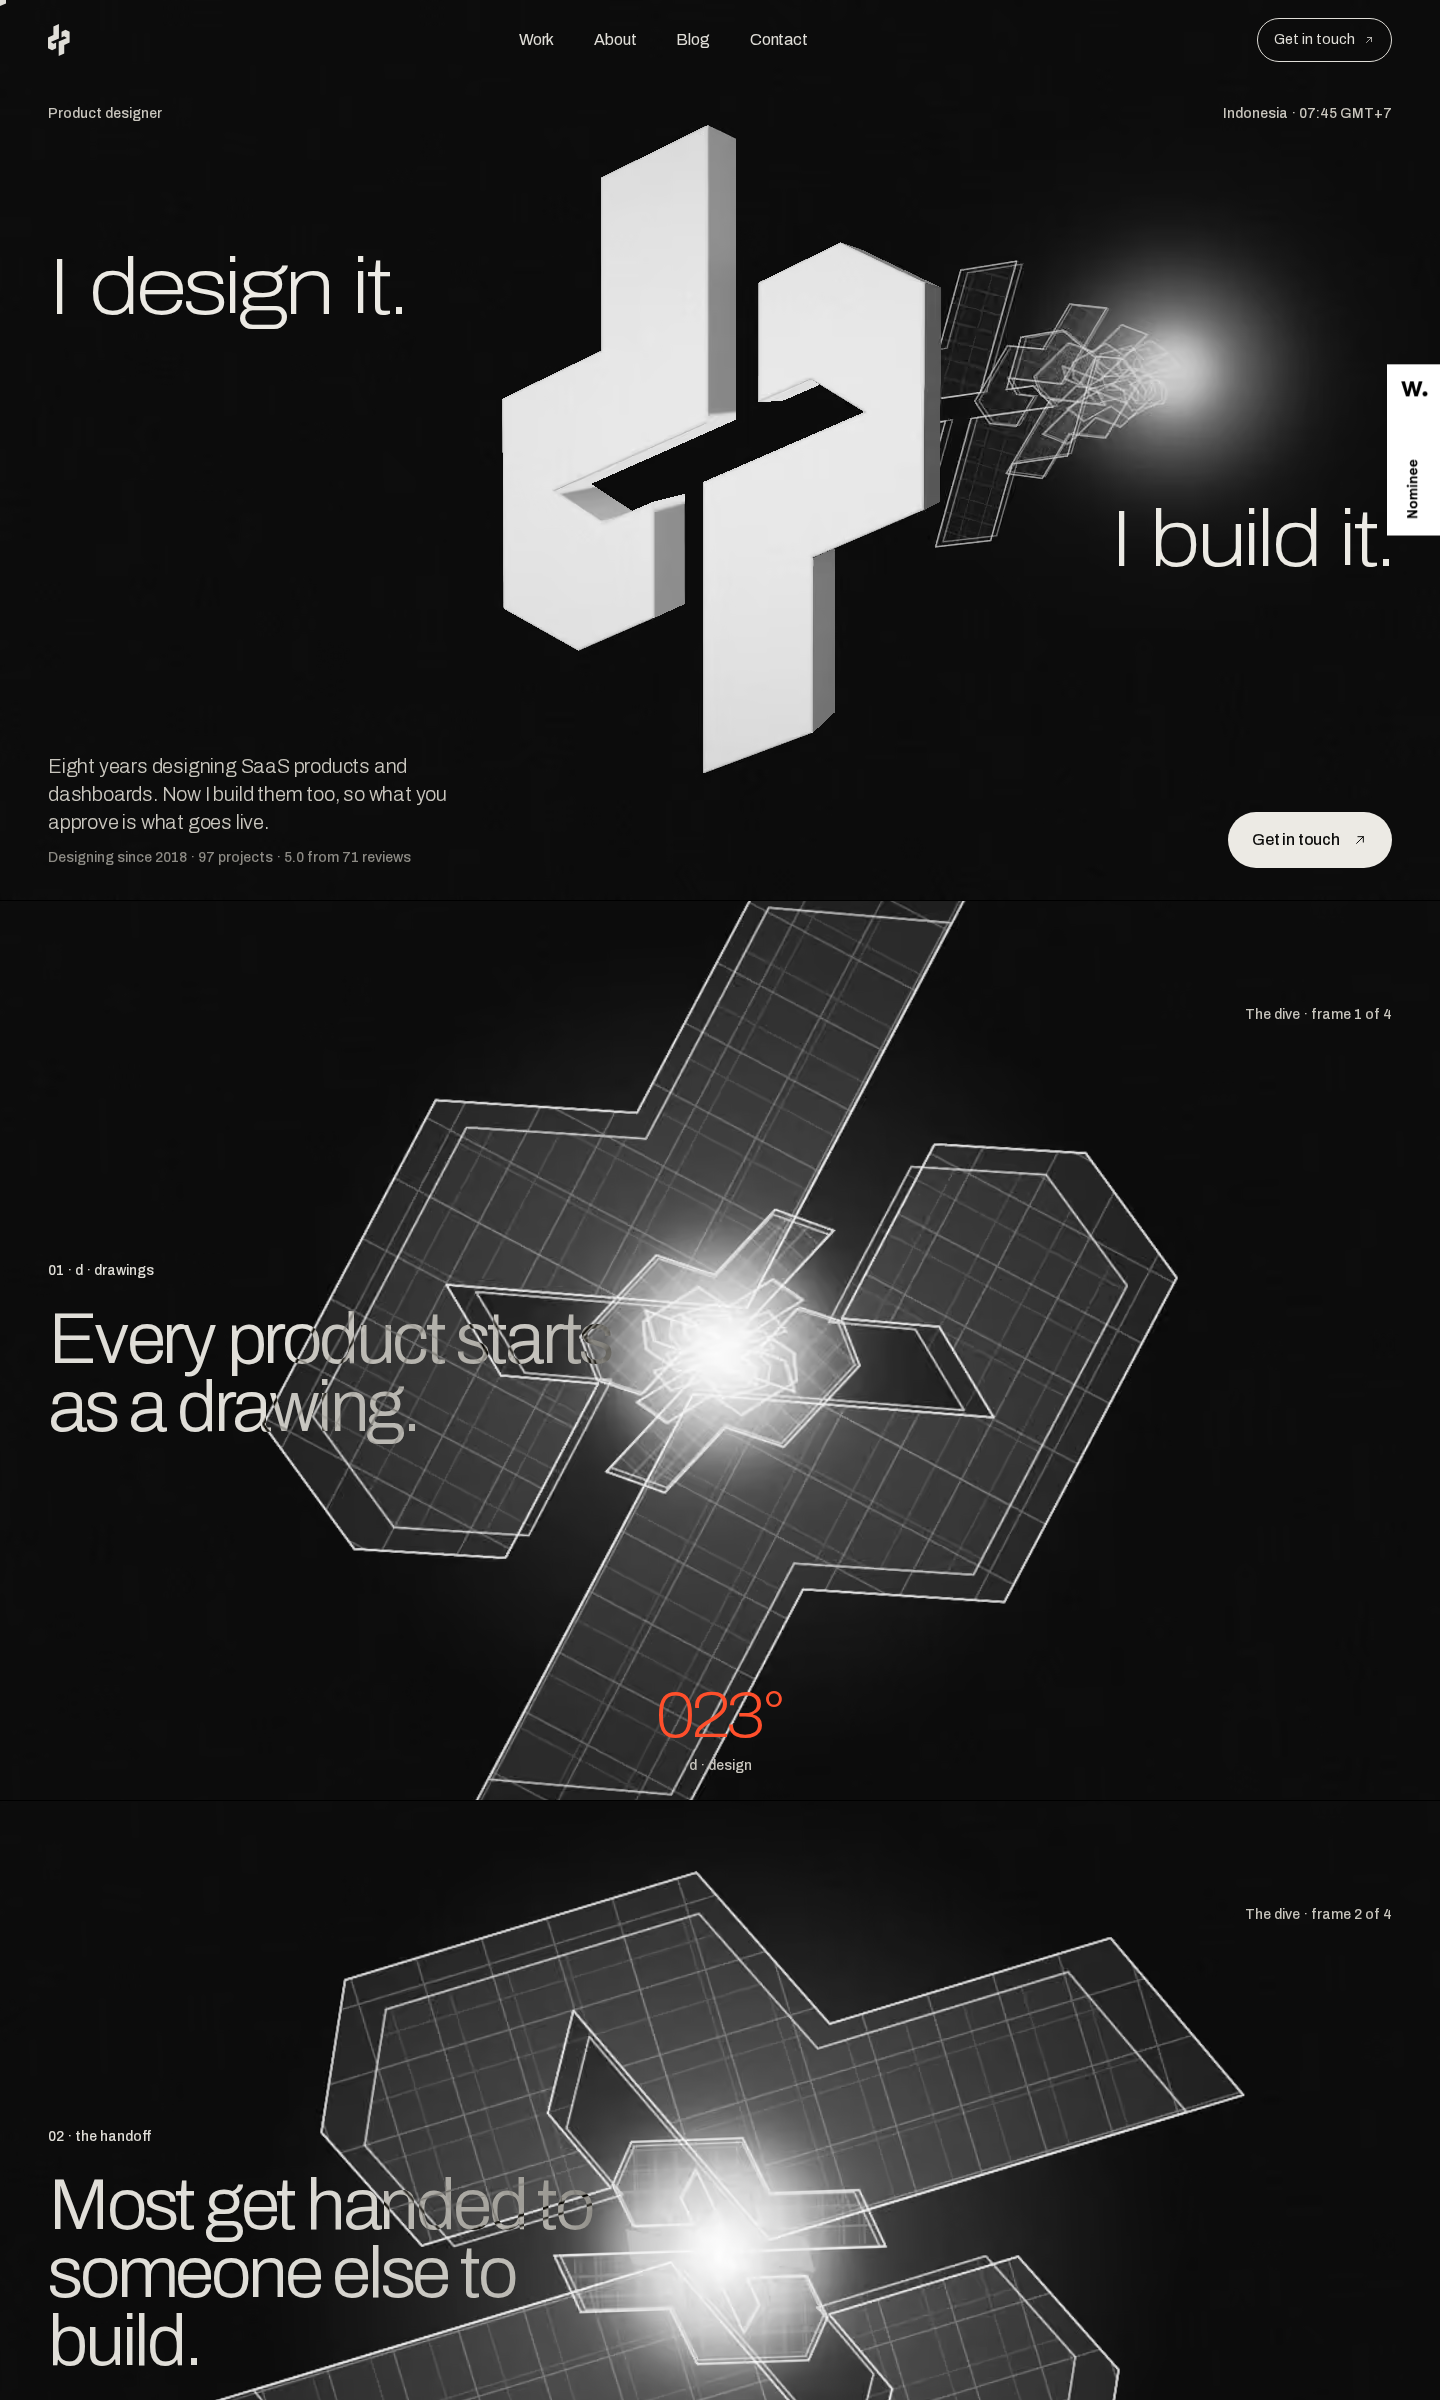 Work
About
Blog
Contact
Get in touch
Product designer
Indonesia · 07:45 GMT+7
I design it.
W.
Nominee
I build it.
Eight years designing SaaS products and
dashboards. Now I build them too, so what you
approve is what goes live.
Designing since 2018 · 97 projects · 5.0 from 71 reviews
Get in touch
The dive · frame 1 of 4
01 · d · drawings
Every product starts
as a drawing.
023°
d · design
The dive · frame 2 of 4
02 · the handoff
Most get handed to
someone else to
build.